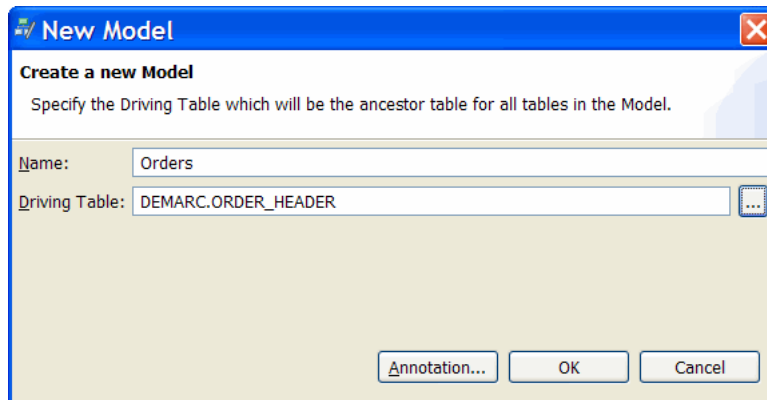 New Model
Create a new Model
Specify the Driving Table which will be the ancestor table for all tables in the Model.
Name: Orders
Driving Table: DEMARC.ORDER_HEADER ...
Annotation... OK Cancel